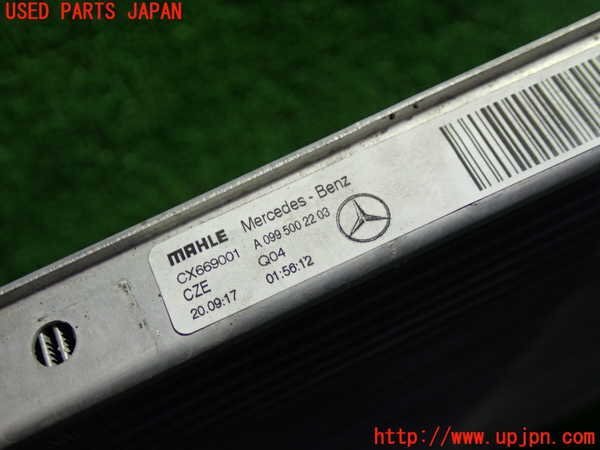 USED PARTS JAPAN
MAHLE Mercedes-Benz
CX669001 A 099 500 22 03
CZE Q04
20.09.17 01:56:12
http://www.upjpn.com